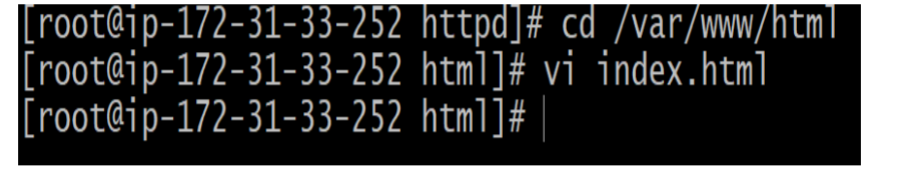 [root@ip-172-31-33-252 httpd]# cd /var/www/html
[root@ip-172-31-33-252 html]# vi index.html
[root@ip-172-31-33-252 html]#